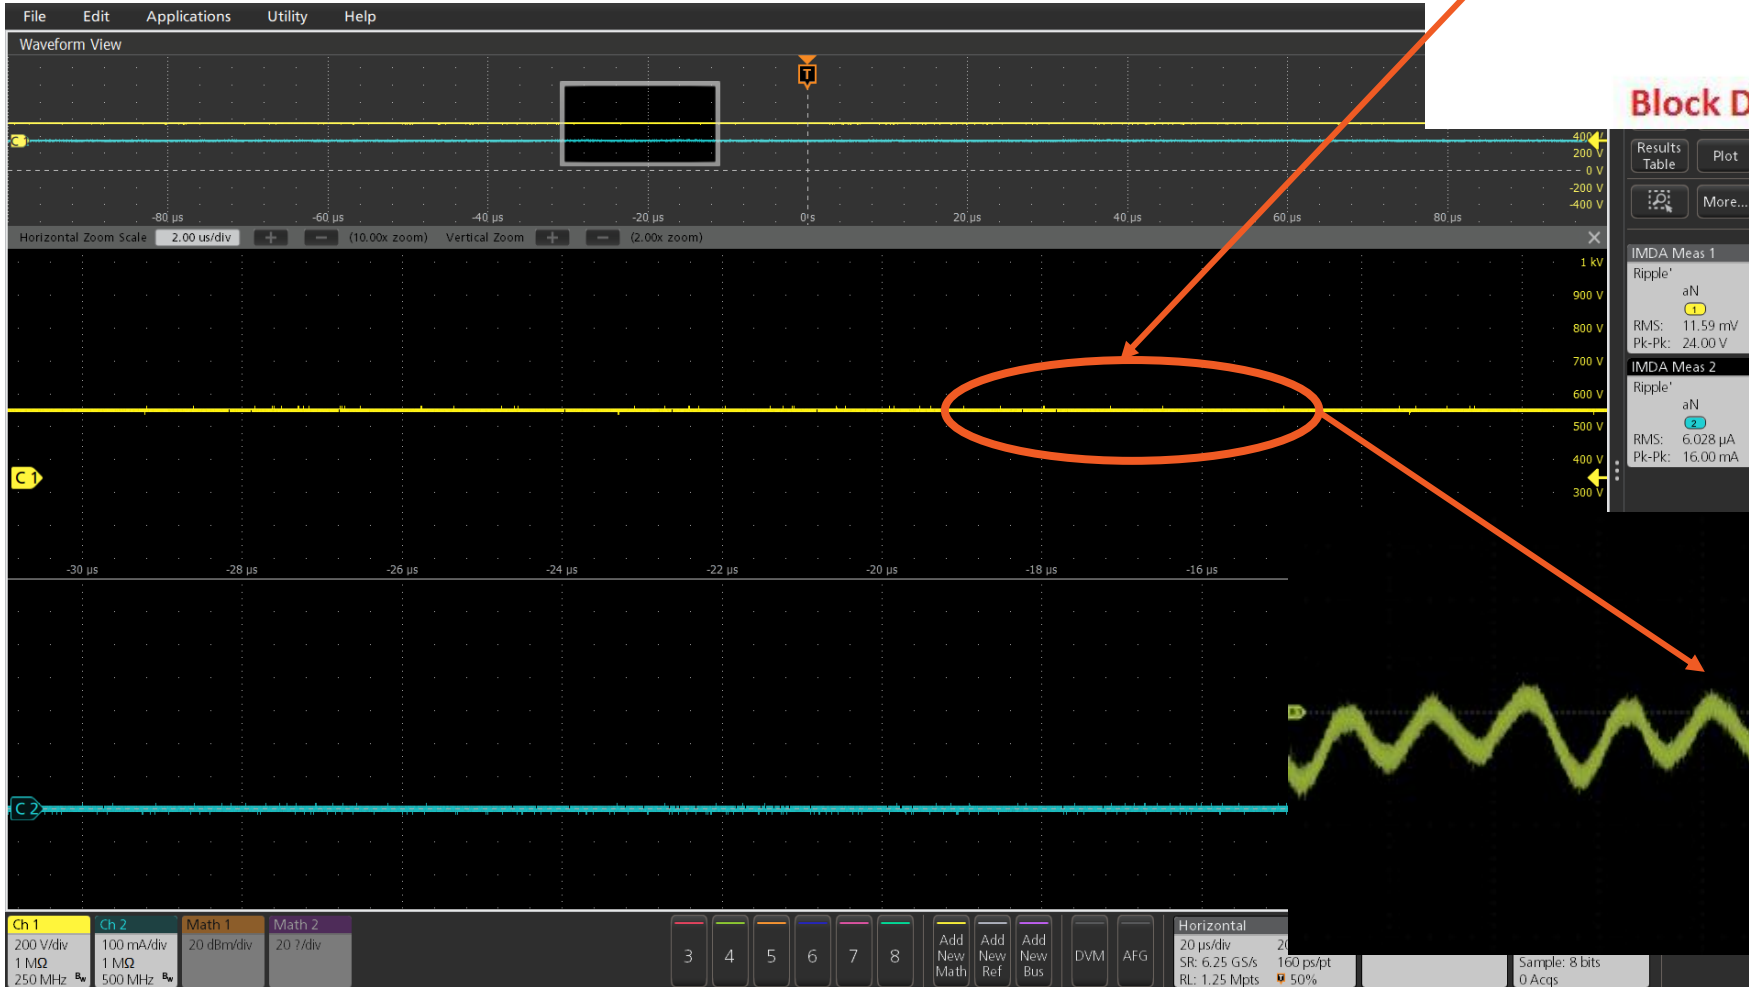 File Edit Applications Utility Help
Waveform View
Block D
T
C 1
400 V
200 V
0 V
-200 V
-400 V
-80 µs -60 µs -40 µs -20 µs 0 s 20 µs 40 µs 60 µs 80 µs
Results
Table
Plot
More...
Horizontal Zoom Scale 2.00 us/div + - (10.00x zoom) Vertical Zoom + - (2.00x zoom)
1 kV
900 V
800 V
700 V
600 V
500 V
400 V
300 V
C 1
IMDA Meas 1
Ripple'
aN
1
RMS: 11.59 mV
Pk-Pk: 24.00 V
IMDA Meas 2
Ripple'
aN
2
RMS: 6.028 µA
Pk-Pk: 16.00 mA
-30 µs -28 µs -26 µs -24 µs -22 µs -20 µs -18 µs -16 µs
C 2
Ch 1
200 V/div
1 MΩ
250 MHz Bw
Ch 2
100 mA/div
1 MΩ
500 MHz Bw
Math 1
20 dBm/div
Math 2
20 ?/div
3 4 5 6 7 8
Add
New
Math
Add
New
Ref
Add
New
Bus
DVM
AFG
Horizontal
20 µs/div 20
SR: 6.25 GS/s 160 ps/pt
RL: 1.25 Mpts 50%
Sample: 8 bits
0 Acqs